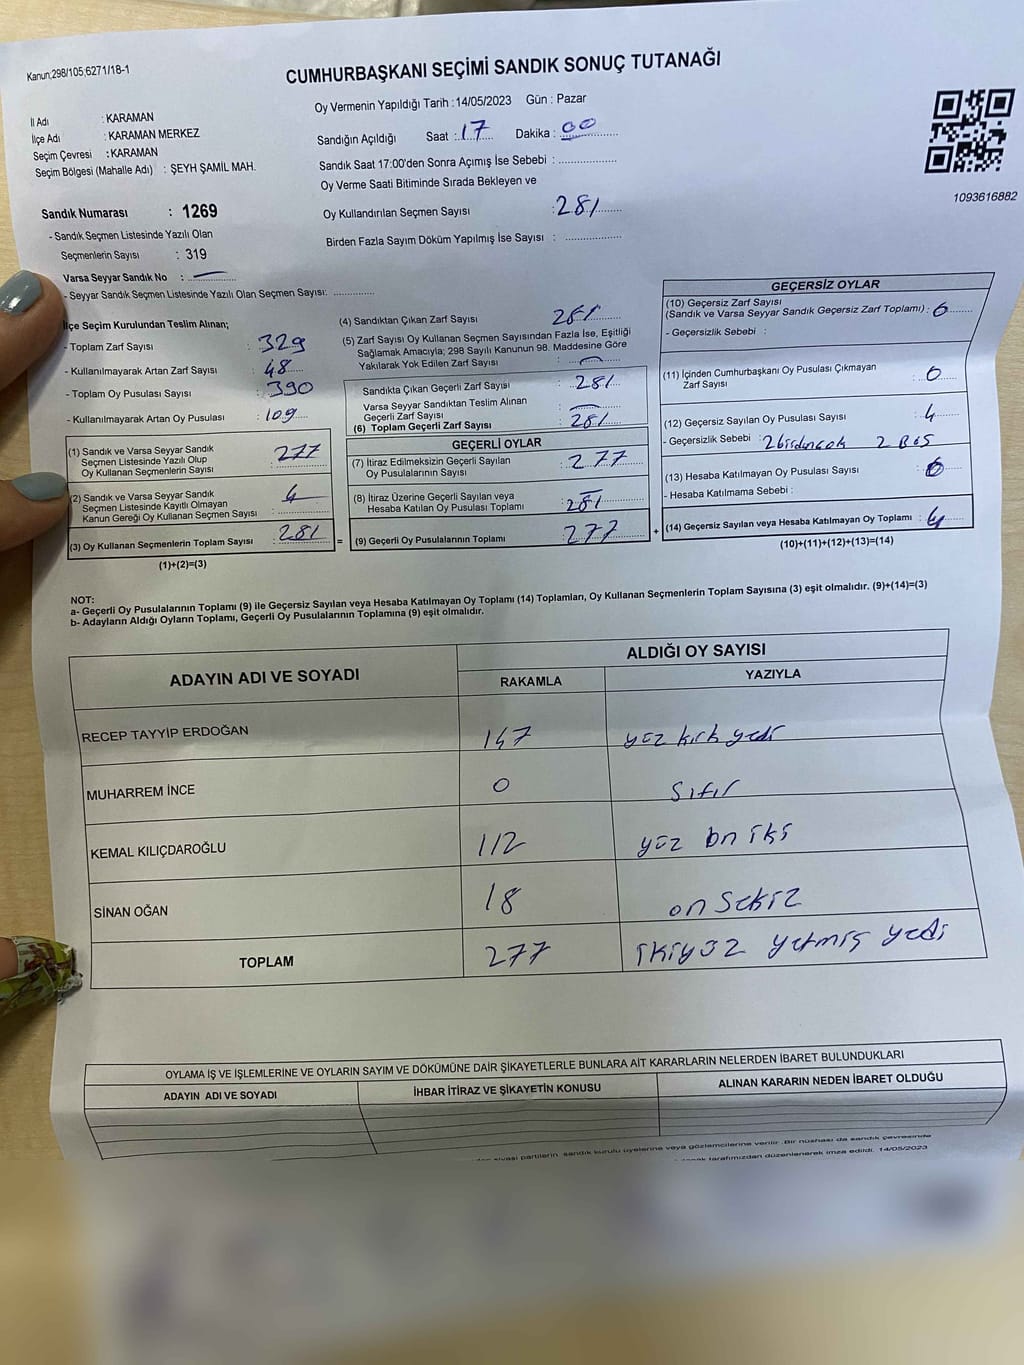 Kanun;298/105;6271/18-1
CUMHURBAŞKANI SEÇİMİ SANDIK SONUÇ TUTANAĞI
Oy Vermenin Yapıldığı Tarih :14/05/2023 Gün : Pazar
İl Adı : KARAMAN
İlçe Adı : KARAMAN MERKEZ
Seçim Çevresi : KARAMAN
Seçim Bölgesi (Mahalle Adı) : ŞEYH ŞAMİL MAH.
Sandığın Açıldığı Saat : 17 Dakika : 00
Sandık Saat 17:00'den Sonra Açımış İse Sebebi :
Oy Verme Saati Bitiminde Sırada Bekleyen ve
Oy Kullandırılan Seçmen Sayısı : 281
Birden Fazla Sayım Döküm Yapılmış İse Sayısı :
1093616882
Sandık Numarası : 1269
- Sandık Seçmen Listesinde Yazılı Olan
Seçmenlerin Sayısı : 319
Varsa Seyyar Sandık No : —
- Seyyar Sandık Seçmen Listesinde Yazılı Olan Seçmen Sayısı:
İlçe Seçim Kurulundan Teslim Alınan;
- Toplam Zarf Sayısı : 329
- Kullanılmayarak Artan Zarf Sayısı : 48
- Toplam Oy Pusulası Sayısı : 390
- Kullanılmayarak Artan Oy Pusulası : 109
(1) Sandık ve Varsa Seyyar Sandık
Seçmen Listesinde Yazılı Olup
Oy Kullanan Seçmenlerin Sayısı : 277
(2) Sandık ve Varsa Seyyar Sandık
Seçmen Listesinde Kayıtlı Olmayan
Kanun Gereği Oy Kullanan Seçmen Sayısı : 4
(3) Oy Kullanan Seçmenlerin Toplam Sayısı : 281 =
(1)+(2)=(3)
(4) Sandıktan Çıkan Zarf Sayısı 281
(5) Zarf Sayısı Oy Kullanan Seçmen Sayısından Fazla İse, Eşitliği
Sağlamak Amacıyla; 298 Sayılı Kanunun 98. Maddesine Göre
Yakılarak Yok Edilen Zarf Sayısı : —
Sandıkta Çıkan Geçerli Zarf Sayısı : 281
Varsa Seyyar Sandıktan Teslim Alınan
Geçerli Zarf Sayısı : —
(6) Toplam Geçerli Zarf Sayısı : 281
GEÇERLİ OYLAR
(7) İtiraz Edilmeksizin Geçerli Sayılan
Oy Pusulalarının Sayısı : 277
(8) İtiraz Üzerine Geçerli Sayılan veya
Hesaba Katılan Oy Pusulası Toplamı : 281
(9) Geçerli Oy Pusulalarının Toplamı : 277 +
GEÇERSİZ OYLAR
(10) Geçersiz Zarf Sayısı
(Sandık ve Varsa Seyyar Sandık Geçersiz Zarf Toplamı) : 0
- Geçersizlik Sebebi :
(11) İçinden Cumhurbaşkanı Oy Pusulası Çıkmayan
Zarf Sayısı : 0
(12) Geçersiz Sayılan Oy Pusulası Sayısı : 4
- Geçersizlik Sebebi : 2 birden çok 2 Boş
(13) Hesaba Katılmayan Oy Pusulası Sayısı : 0
- Hesaba Katılmama Sebebi :
(14) Geçersiz Sayılan veya Hesaba Katılmayan Oy Toplamı : 4
(10)+(11)+(12)+(13)=(14)
NOT:
a- Geçerli Oy Pusulalarının Toplamı (9) ile Geçersiz Sayılan veya Hesaba Katılmayan Oy Toplamı (14) Toplamları, Oy Kullanan Seçmenlerin Toplam Sayısına (3) eşit olmalıdır. (9)+(14)=(3)
b- Adayların Aldığı Oyların Toplamı, Geçerli Oy Pusulalarının Toplamına (9) eşit olmalıdır.
ADAYIN ADI VE SOYADI ALDIĞI OY SAYISI
RAKAMLA YAZIYLA
RECEP TAYYİP ERDOĞAN 147 yüz kırk yedi
MUHARREM İNCE 0 sıfır
KEMAL KILIÇDAROĞLU 112 yüz on iki
SİNAN OĞAN 18 on sekiz
TOPLAM 277 ikiyüz yetmiş yedi
OYLAMA İŞ VE İŞLEMLERİNE VE OYLARIN SAYIM VE DÖKÜMÜNE DAİR ŞİKAYETLERLE BUNLARA AİT KARARLARIN NELERDEN İBARET BULUNDUKLARI
ADAYIN ADI VE SOYADI İHBAR İTİRAZ VE ŞİKAYETİN KONUSU ALINAN KARARIN NEDEN İBARET OLDUĞU
siyasi partilerin sandık kurulu üyelerine veya gözlemcilerine verilir. Bir nüshası da sandık çevresinde
tarafımızdan düzenlenerek imza edildi. 14/05/2023